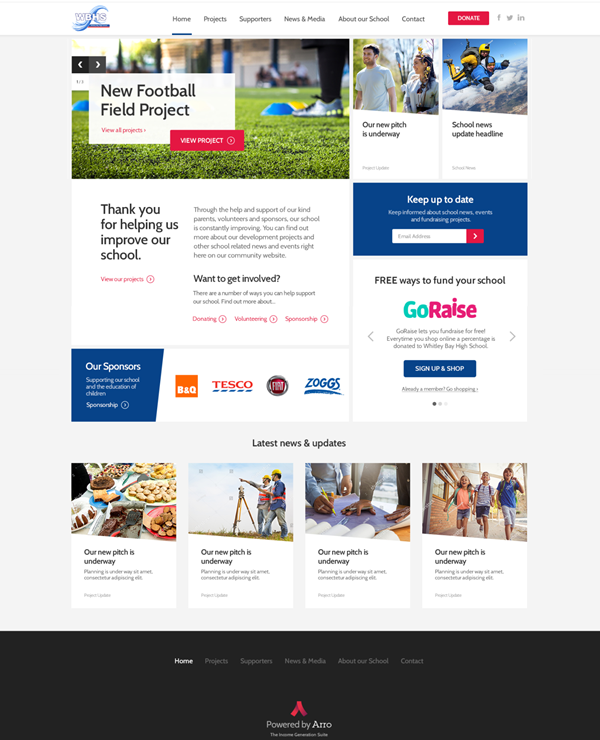 WBHS
Home Projects Supporters News & Media About our School Contact DONATE
1 / 1
New Football
Field Project
View all projects ›
VIEW PROJECT
Our new pitch
is underway
Project Update
School news
update headline
School News
Thank you
for helping us
improve our
school.
View our projects
Through the help and support of our kind
parents, volunteers and sponsors, our school
is constantly improving. You can find out
more about our development projects and
other school related news and events right
here on our community website.
Want to get involved?
There are a number of ways you can help support
our school. Find out more about...
Donating Volunteering Sponsorship
Keep up to date
Keep informed about school news, events
and fundraising projects.
Email Address
FREE ways to fund your school
GoRaise
GoRaise lets you fundraise for free!
Everytime you shop online a percentage is
donated to Whitley Bay High School.
SIGN UP & SHOP
Already a member? Go shopping ›
Our Sponsors
Supporting our school
and the education of
children
Sponsorship
B&Q
TESCO
FIAT
ZOGGS
Latest news & updates
Our new pitch is
underway
Planning is under way sit amet,
consectetur adipiscing elit.
Project Update
Our new pitch is
underway
Planning is under way sit amet,
consectetur adipiscing elit.
Project Update
Our new pitch is
underway
Planning is under way sit amet,
consectetur adipiscing elit.
Project Update
Our new pitch is
underway
Planning is under way sit amet,
consectetur adipiscing elit.
Project Update
Home Projects Supporters News & Media About our School Contact
Powered by Arro
The Income Generation Suite